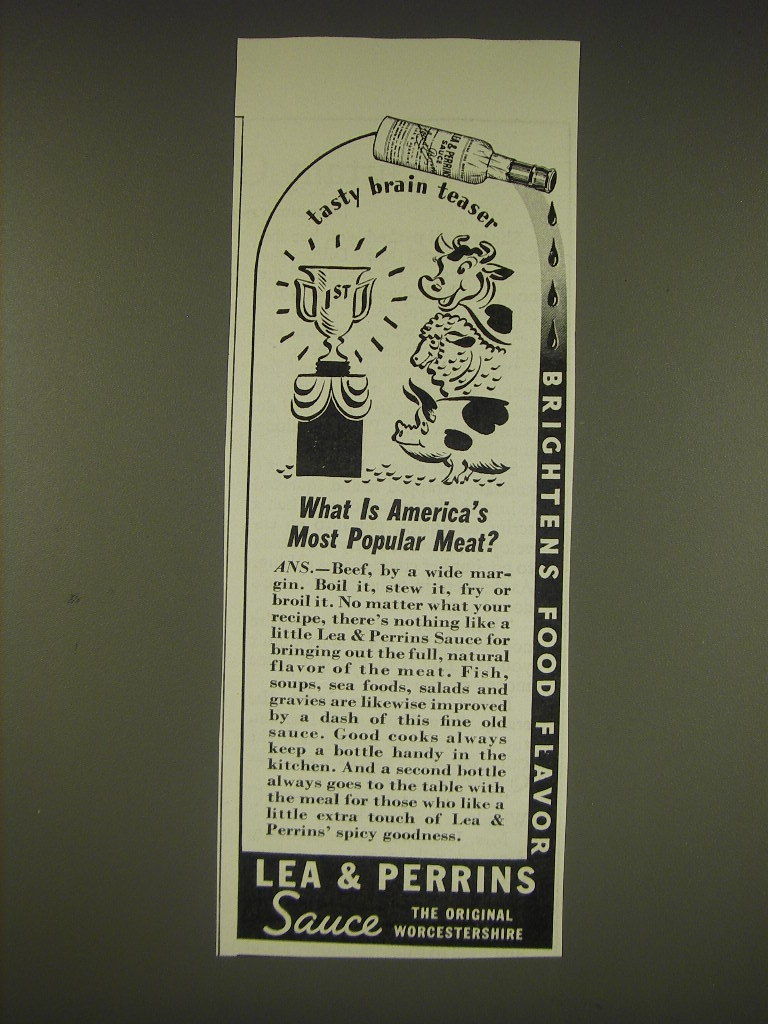 LEA & PERRINS
SAUCE
tasty brain teaser
1ST
What Is America's
Most Popular Meat?
ANS.—Beef, by a wide mar-
gin. Boil it, stew it, fry or
broil it. No matter what your
recipe, there's nothing like a
little Lea & Perrins Sauce for
bringing out the full, natural
flavor of the meat. Fish,
soups, sea foods, salads and
gravies are likewise improved
by a dash of this fine old
sauce. Good cooks always
keep a bottle handy in the
kitchen. And a second bottle
always goes to the table with
the meal for those who like a
little extra touch of Lea &
Perrins' spicy goodness.
BRIGHTENS FOOD FLAVOR
LEA & PERRINS
Sauce THE ORIGINAL
WORCESTERSHIRE